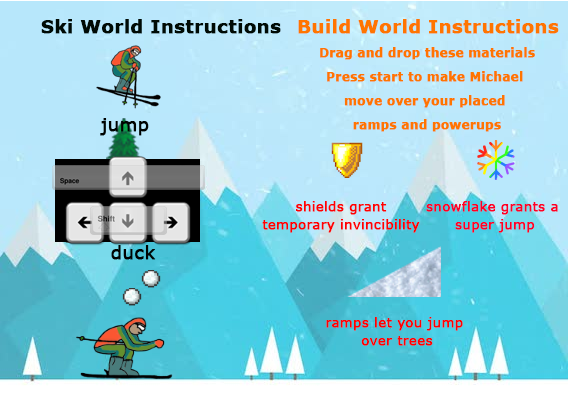 Ski World Instructions
jump
Space
Shift
duck
Build World Instructions
Drag and drop these materials
Press start to make Michael
move over your placed
ramps and powerups
shields grant
temporary invincibility
snowflake grants a
super jump
ramps let you jump
over trees